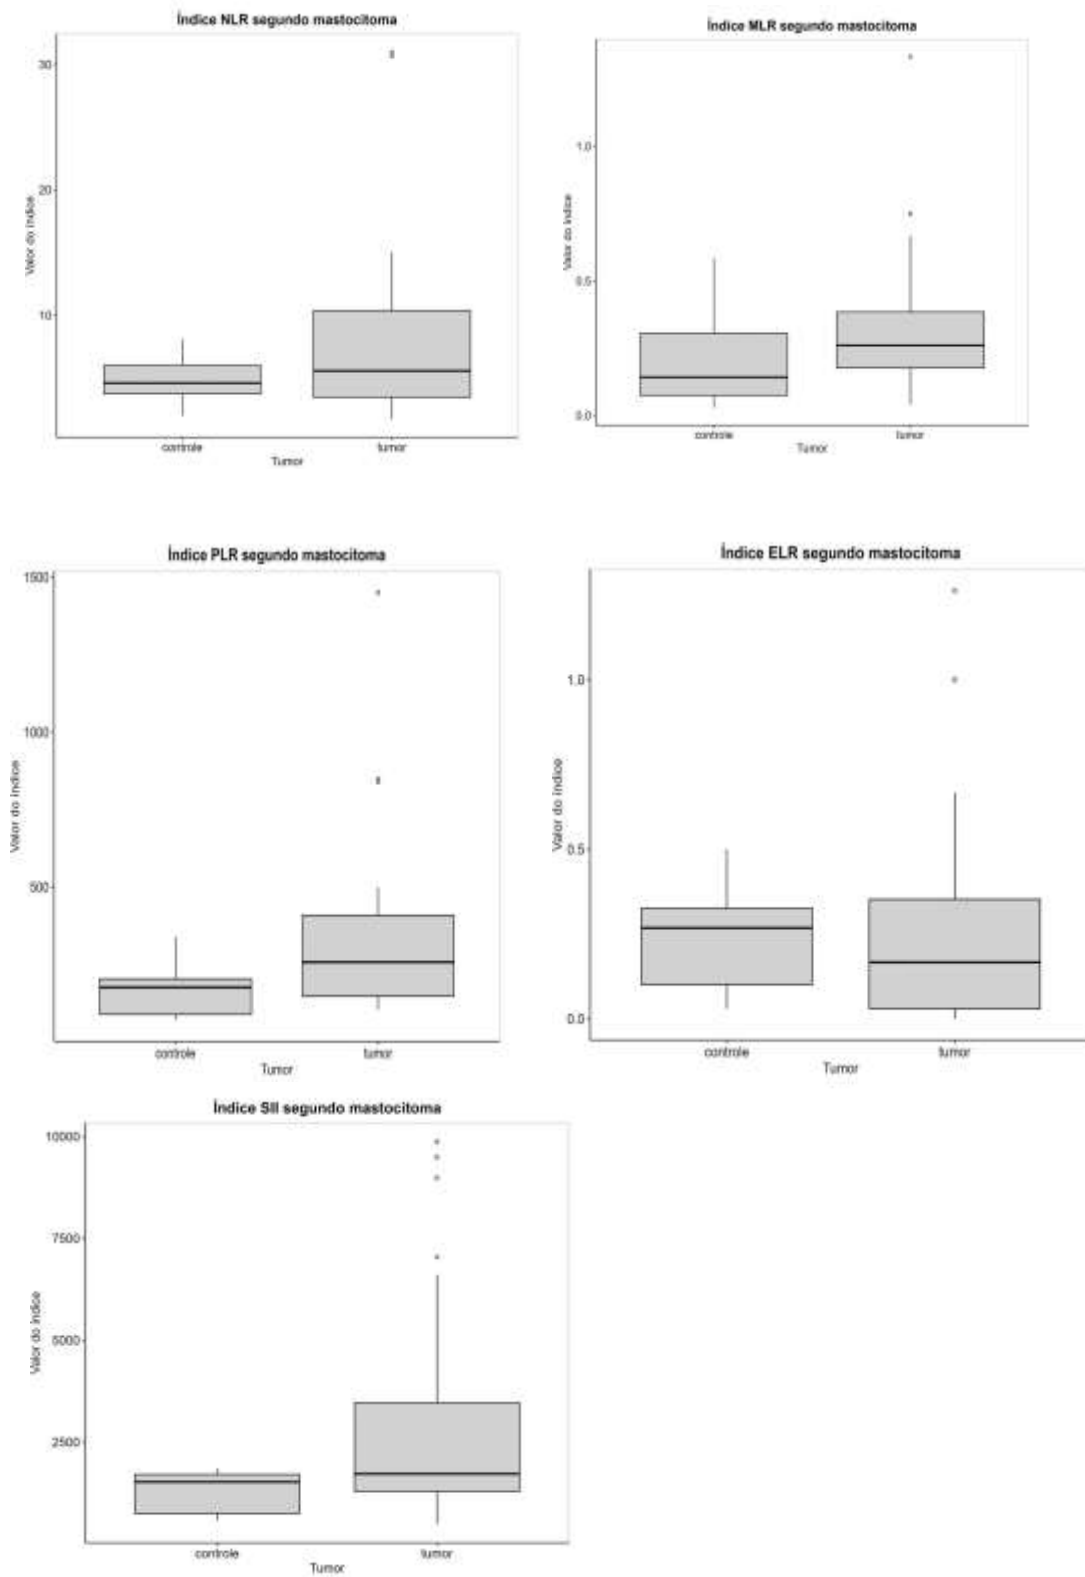 Índice NLR segundo mastocitoma
Valor do índice
30
20
10
controle
tumor
Tumor
Índice MLR segundo mastocitoma
Valor do índice
1.0
0.5
0.0
controle
tumor
Tumor
Índice PLR segundo mastocitoma
Valor do índice
1500
1000
500
controle
tumor
Tumor
Índice ELR segundo mastocitoma
Valor do índice
1.0
0.5
0.0
controle
tumor
Tumor
Índice SII segundo mastocitoma
Valor do índice
10000
7500
5000
2500
controle
tumor
Tumor